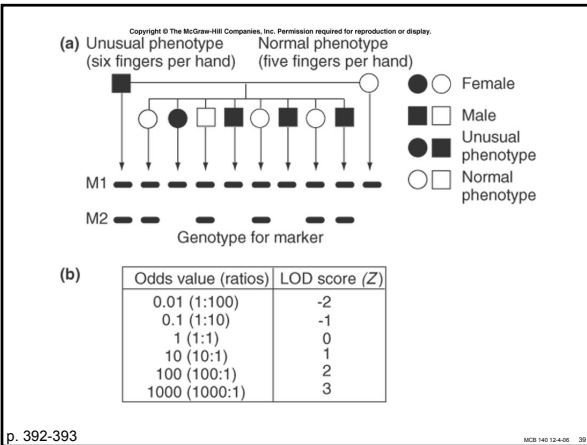 Copyright © The McGraw-Hill Companies, Inc. Permission required for reproduction or display.
(a) Unusual phenotype
(six fingers per hand)
Normal phenotype
(five fingers per hand)
Female
Male
Unusual
phenotype
Normal
phenotype
M1
M2
Genotype for marker
(b)
Odds value (ratios) LOD score (Z)
0.01 (1:100) -2
0.1 (1:10) -1
1 (1:1) 0
10 (10:1) 1
100 (100:1) 2
1000 (1000:1) 3
p. 392-393
MCB 140 12-4-06 39